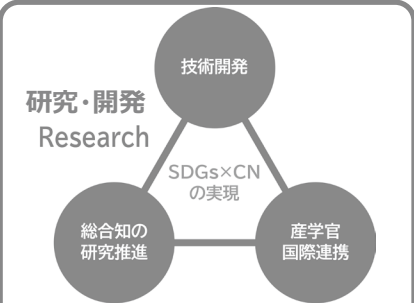 技術開発
研究・開発
Research
SDGs×CN
の実現
総合知の
研究推進
産学官
国際連携